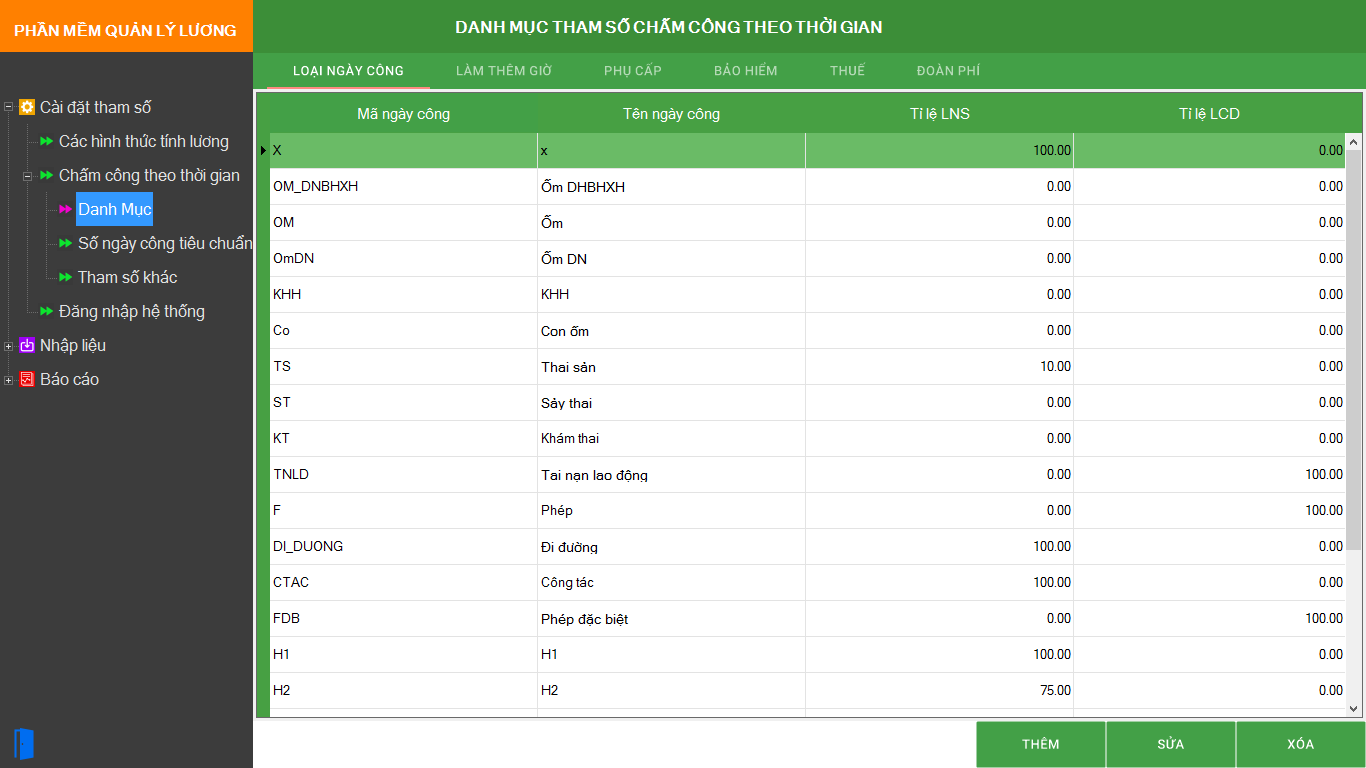 PHẦN MỀM QUẢN LÝ LƯƠNG
Cài đặt tham số
Các hình thức tính lương
Chấm công theo thời gian
Danh Mục
Số ngày công tiêu chuẩn
Tham số khác
Đăng nhập hệ thống
Nhập liệu
Báo cáo
DANH MỤC THAM SỐ CHẤM CÔNG THEO THỜI GIAN
LOẠI NGÀY CÔNG LÀM THÊM GIỜ PHỤ CẤP BẢO HIỂM THUẾ ĐOÀN PHÍ
Mã ngày công Tên ngày công Tỉ lệ LNS Tỉ lệ LCD
X x 100.00 0.00
OM_DNBHXH Ốm DHBHXH 0.00 0.00
OM Ốm 0.00 0.00
OmDN Ốm DN 0.00 0.00
KHH KHH 0.00 0.00
Co Con ốm 0.00 0.00
TS Thai sản 10.00 0.00
ST Sảy thai 0.00 0.00
KT Khám thai 0.00 0.00
TNLD Tai nạn lao động 0.00 100.00
F Phép 0.00 100.00
DI_DUONG Đi đường 100.00 0.00
CTAC Công tác 100.00 0.00
FDB Phép đặc biệt 0.00 100.00
H1 H1 100.00 0.00
H2 H2 75.00 0.00
THÊM SỬA XÓA